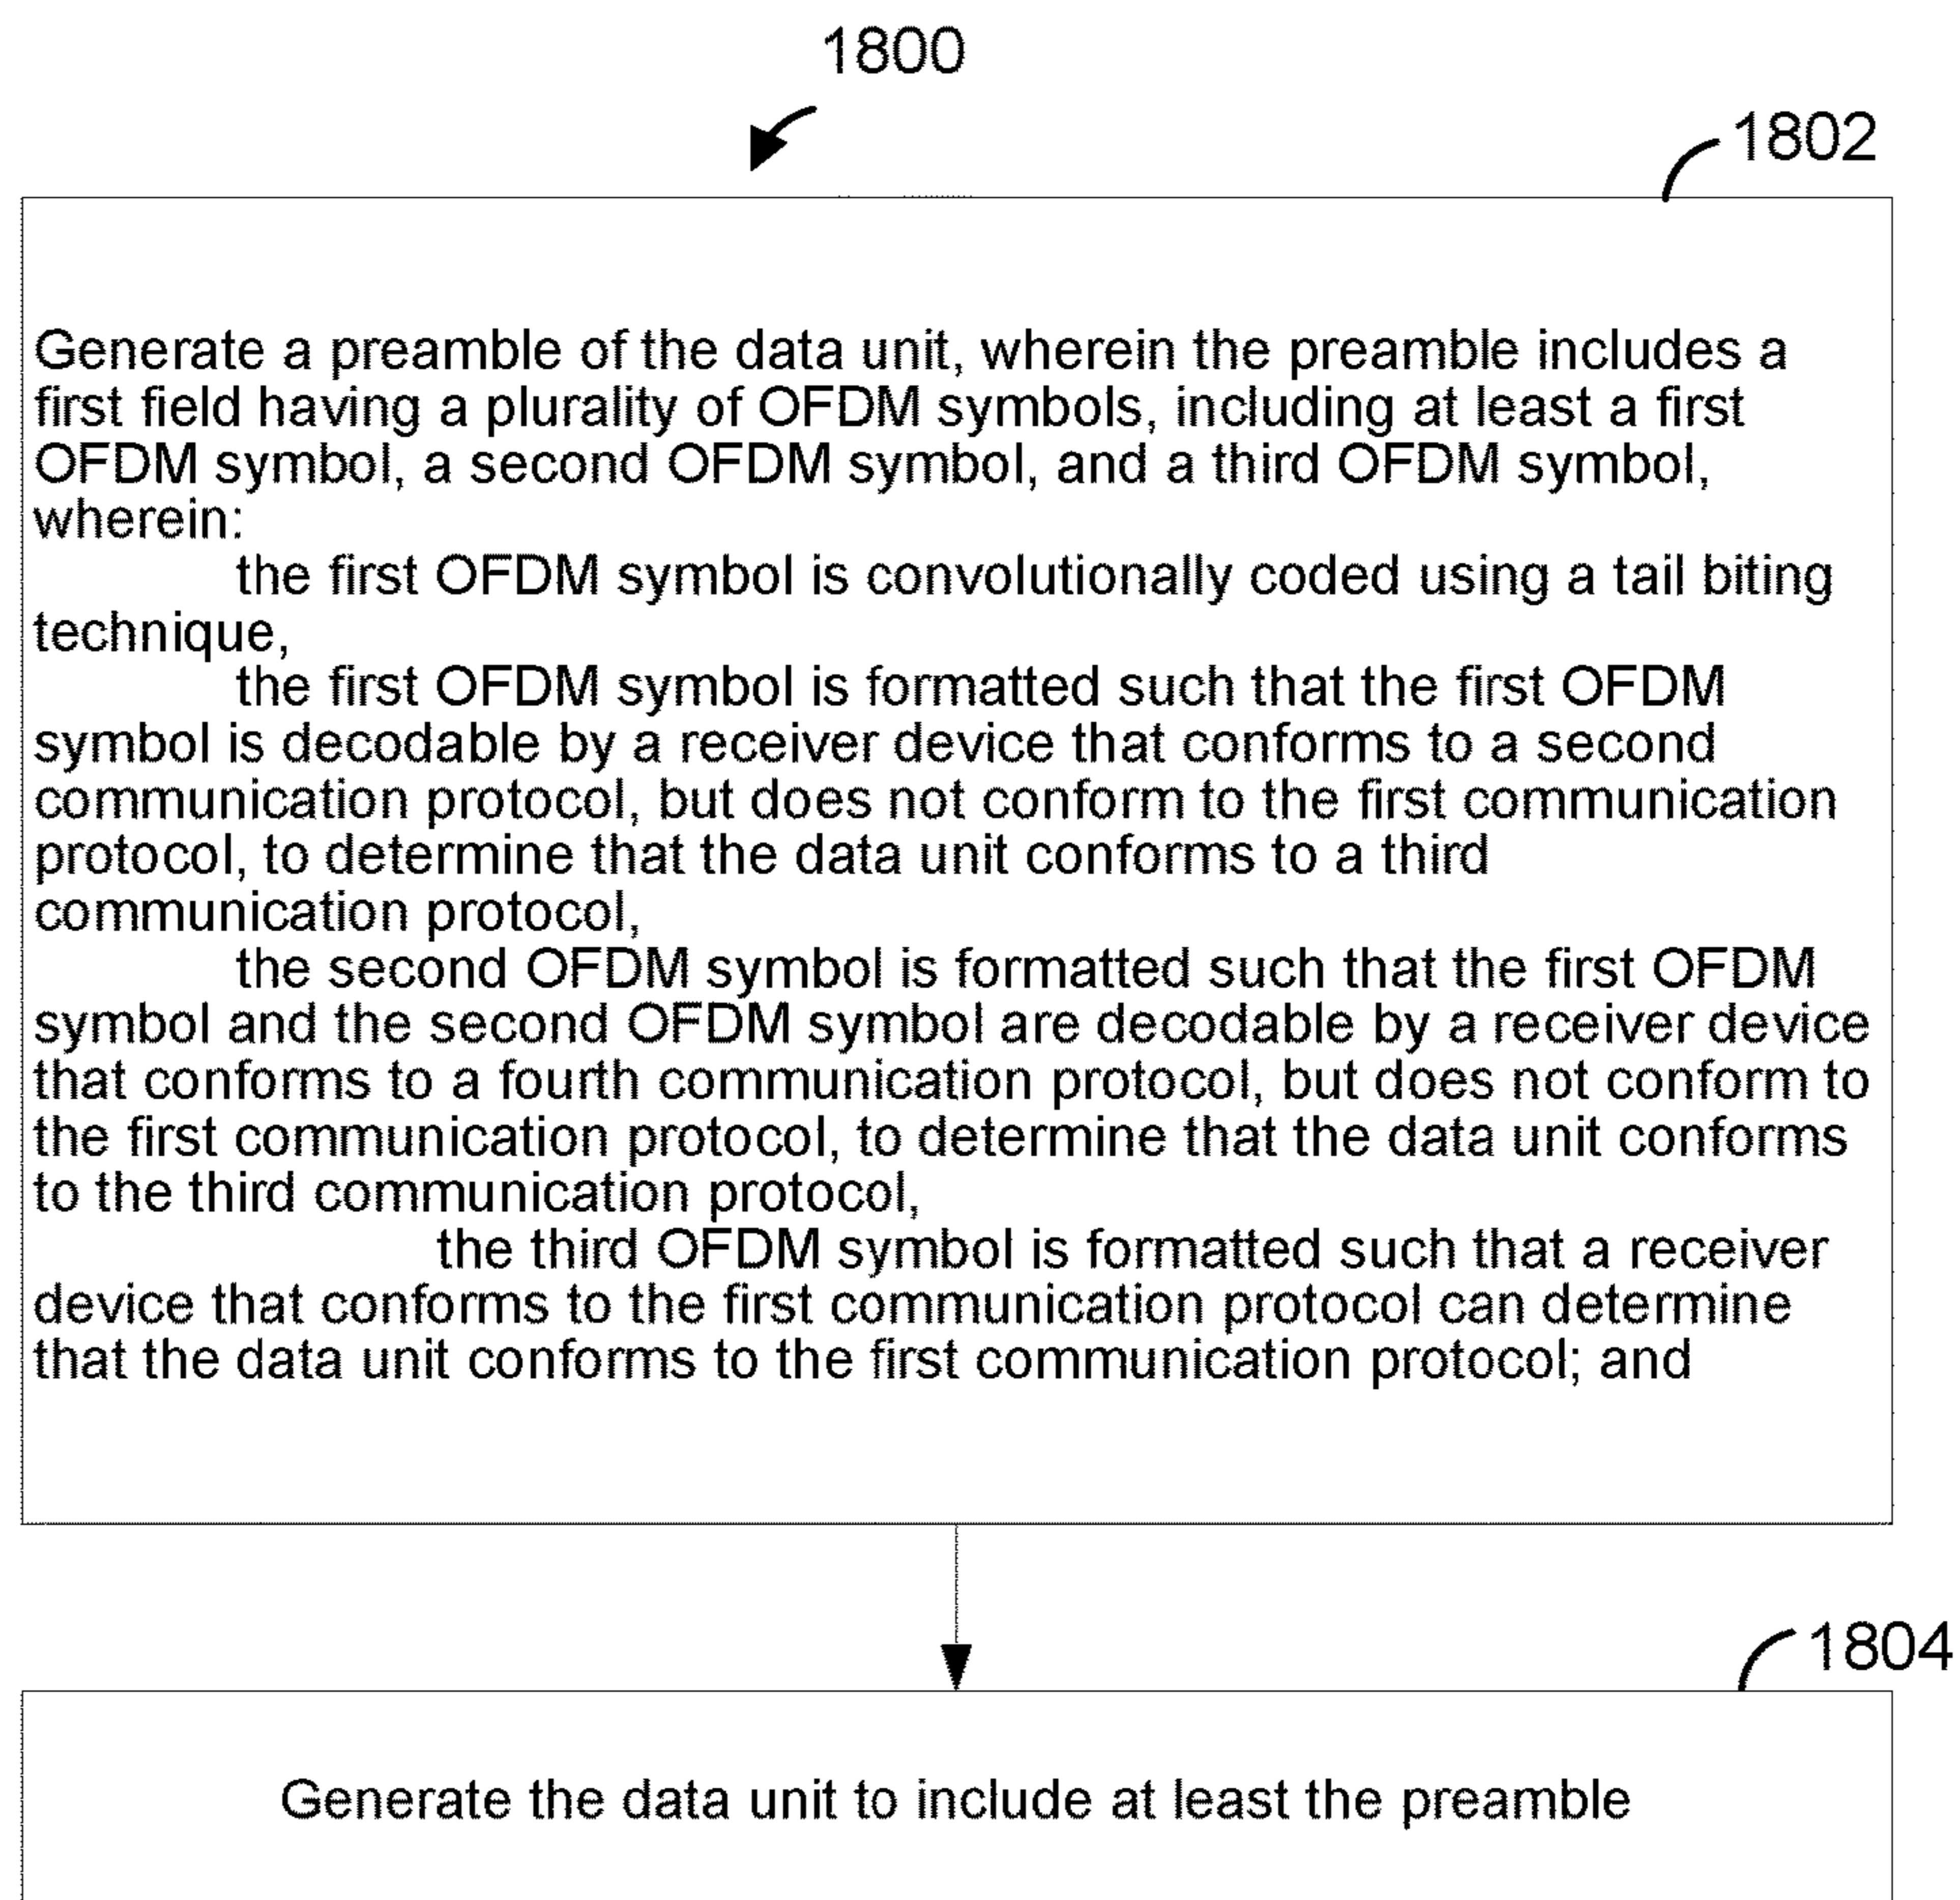 1800
1802
Generate a preamble of the data unit, wherein the preamble includes a
first field having a plurality of OFDM symbols, including at least a first
OFDM symbol, a second OFDM symbol, and a third OFDM symbol,
wherein:
the first OFDM symbol is convolutionally coded using a tail biting
technique,
the first OFDM symbol is formatted such that the first OFDM
symbol is decodable by a receiver device that conforms to a second
communication protocol, but does not conform to the first communication
protocol, to determine that the data unit conforms to a third
communication protocol,
the second OFDM symbol is formatted such that the first OFDM
symbol and the second OFDM symbol are decodable by a receiver device
that conforms to a fourth communication protocol, but does not conform to
the first communication protocol, to determine that the data unit conforms
to the third communication protocol,
the third OFDM symbol is formatted such that a receiver
device that conforms to the first communication protocol can determine
that the data unit conforms to the first communication protocol; and
1804
Generate the data unit to include at least the preamble